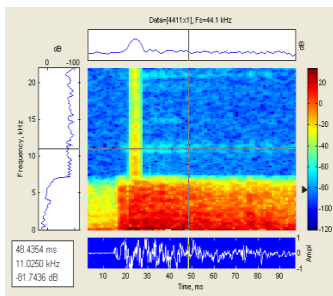 Data=[4411x1], Fs=44.1 kHz
dB
dB
0 -100
20
15
10
5
0
Frequency, kHz
20
0
-20
-40
-60
-80
-100
-120
48.4354 ms
11.0250 kHz
-81.7436 dB
1
0
-1
Ampl
10 20 30 40 50 60 70 80 90
Time, ms